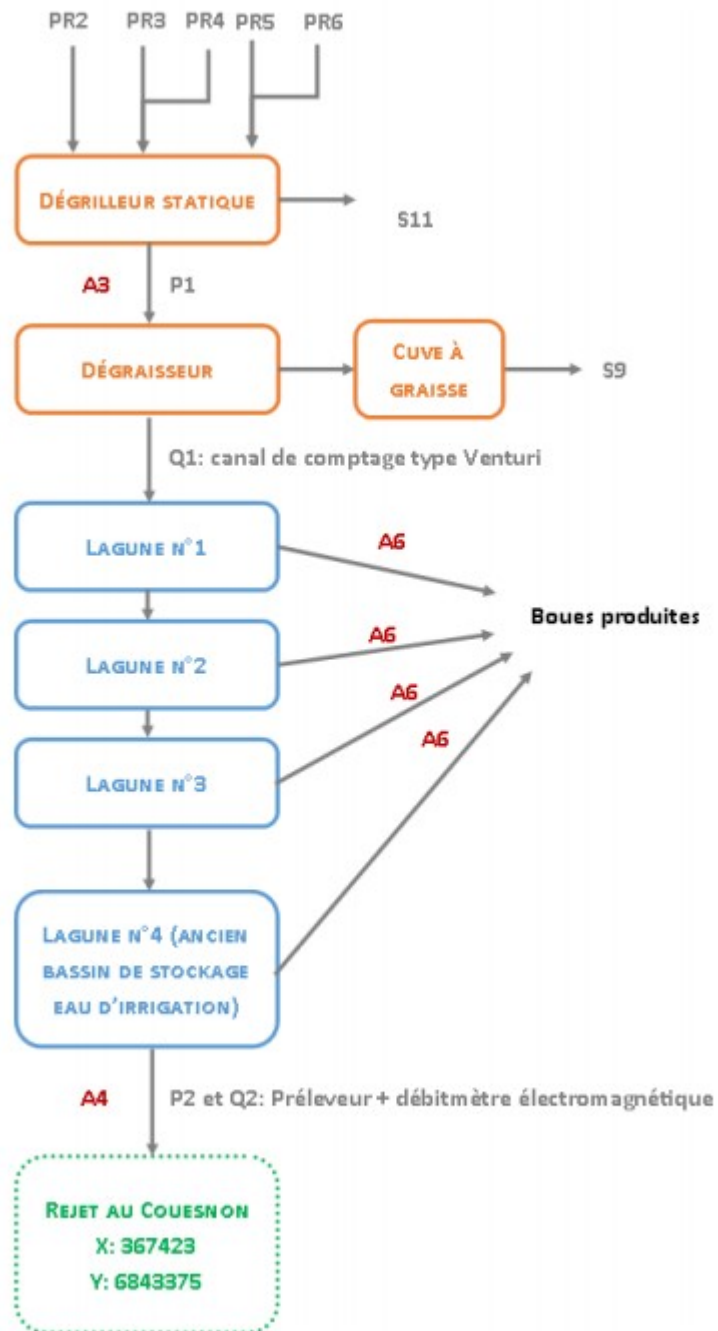 PR2 PR3 PR4 PR5 PR6
DÉGRILLEUR STATIQUE
S11
A3 P1
DÉGRAISSEUR
CUVE À
GRAISSE
S9
Q1: canal de comptage type Venturi
LAGUNE N°1
A6
Boues produites
LAGUNE N°2
A6
A6
LAGUNE N°3
A6
LAGUNE N°4 (ANCIEN
BASSIN DE STOCKAGE
EAU D'IRRIGATION)
A4 P2 et Q2: Préleveur + débitmètre électromagnétique
REJET AU COUESNON
X: 367423
Y: 6843375